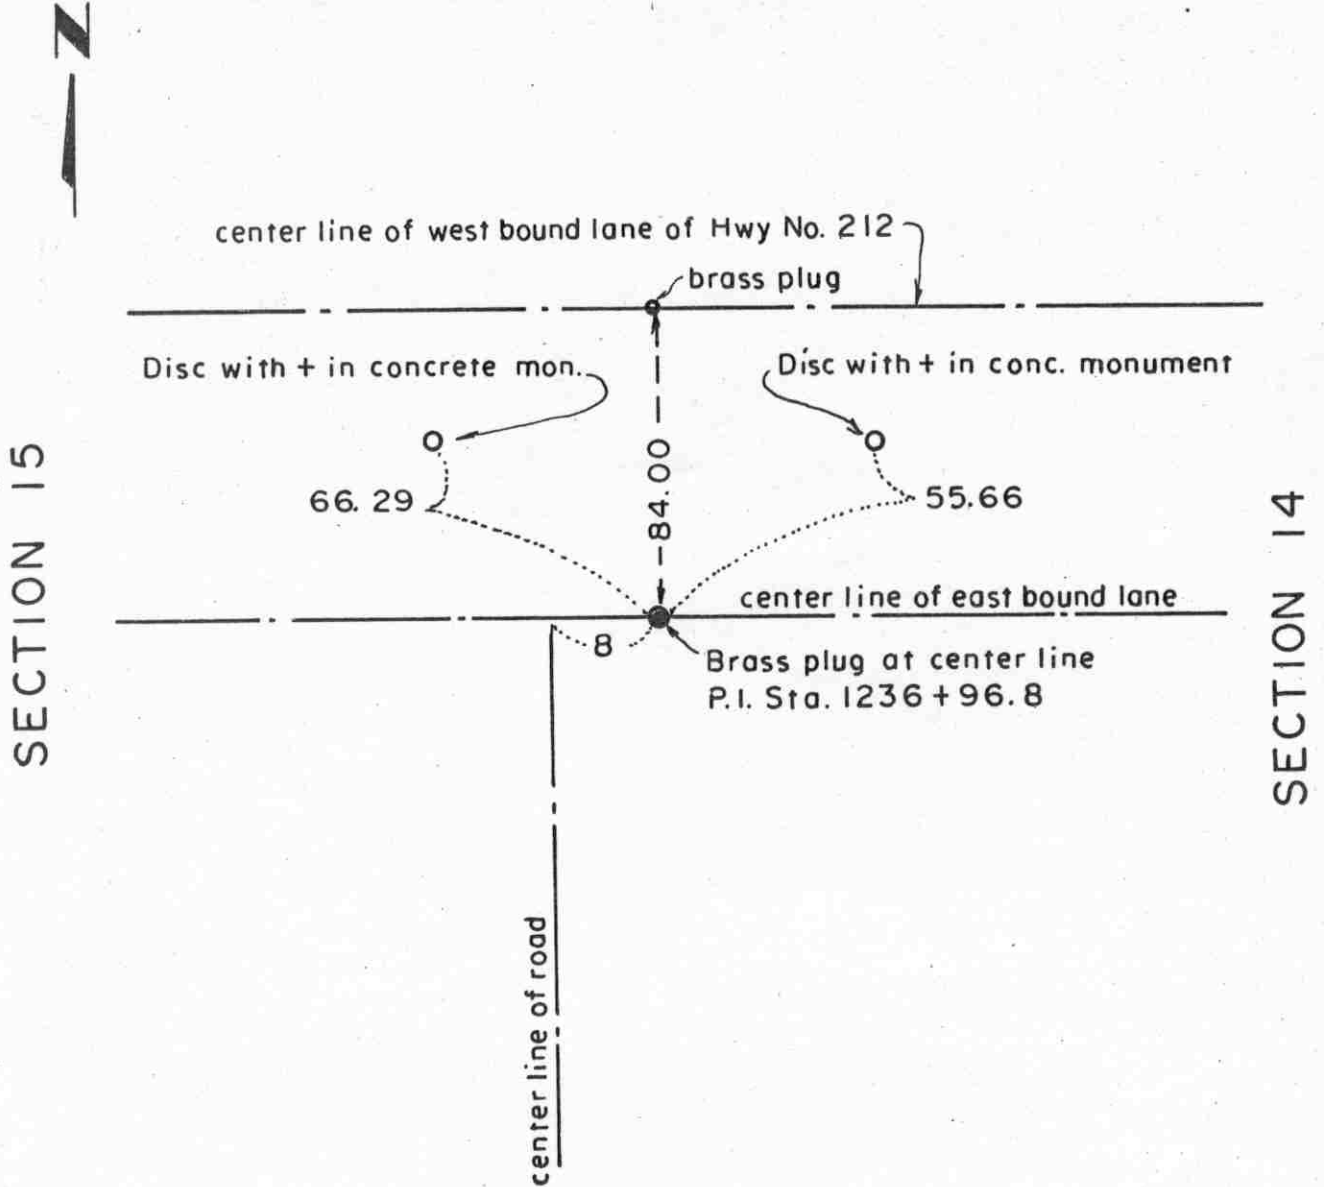 N
center line of west bound lane of Hwy No. 212
brass plug
Disc with + in concrete mon.
Disc with + in conc. monument
SECTION 15
66.29
84.00
55.66
SECTION 14
center line of east bound lane
8
Brass plug at center line
P.I. Sta. 1236 + 96.8
center line of road